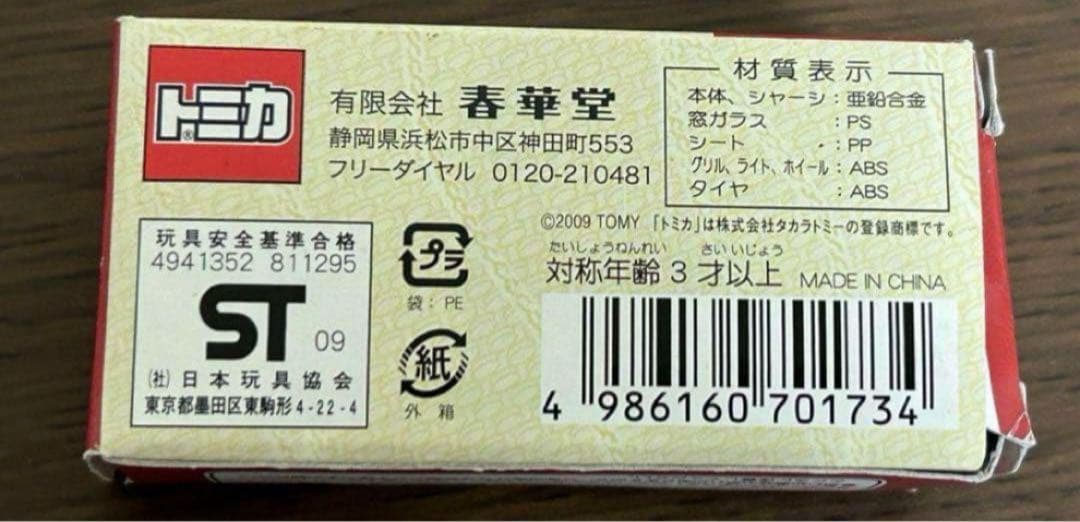 トミカ®
有限会社 春華堂
静岡県浜松市中区神田町553
フリーダイヤル 0120-210481
材質表示
本体、シャーシ:亜鉛合金
窓ガラス :PS
シート :PP
グリル、ライト、ホイール:ABS
タイヤ :ABS
©2009 TOMY 「トミカ」は株式会社タカラトミーの登録商標です。
玩具安全基準合格
4941352 811295
ST 09
(社)日本玩具協会
東京都墨田区東駒形4-22-4
プラ
袋:PE
紙
外箱
たいしょうねんれい さいいじょう
対称年齢3才以上 MADE IN CHINA
4 986160 701734